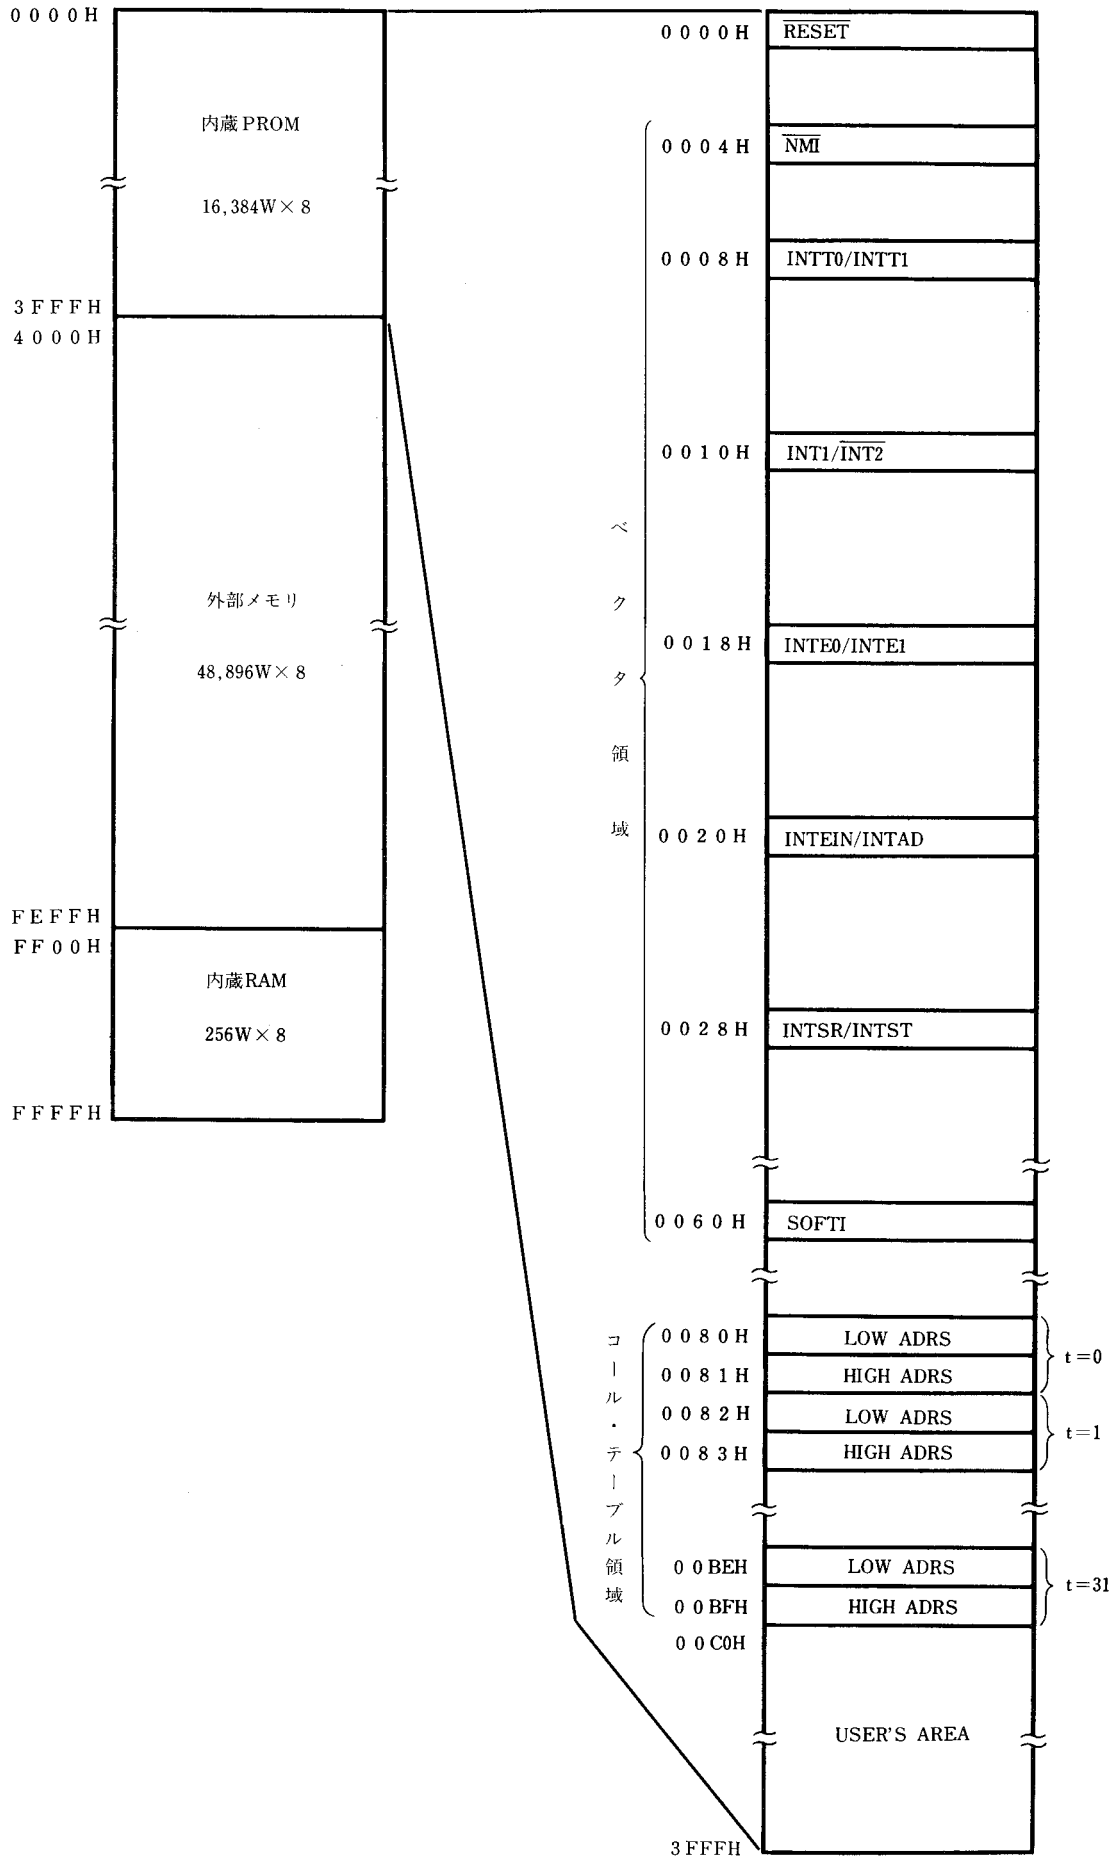 0000H
内蔵PROM
16,384W×8
3FFFH
4000H
外部メモリ
48,896W×8
FEFFH
FF00H
内蔵RAM
256W×8
FFFFH
ベクタ領域
0000H RESET
0004H NMI
0008H INTT0/INTT1
0010H INT1/INT2
0018H INTE0/INTE1
0020H INTEIN/INTAD
0028H INTSR/INTST
0060H SOFTI
コール・テーブル領域
0080H LOW ADRS
t=0
0081H HIGH ADRS
0082H LOW ADRS
t=1
0083H HIGH ADRS
00BEH LOW ADRS
t=31
00BFH HIGH ADRS
00C0H
USER'S AREA
3FFFH